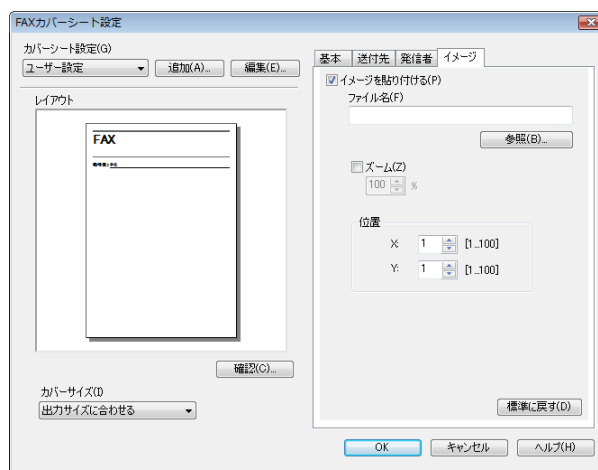 FAXカバーシート設定
カバーシート設定(G)
ユーザー設定
追加(A)...
編集(E)...
レイアウト
FAX
確認(C)...
カバーサイズ(I)
出力サイズに合わせる
基本
送付先
発信者
イメージ
イメージを貼り付ける(P)
ファイル名(F)
参照(B)...
ズーム(Z)
100 %
位置
X: 1 [1..100]
Y: 1 [1..100]
標準に戻す(D)
OK
キャンセル
ヘルプ(H)